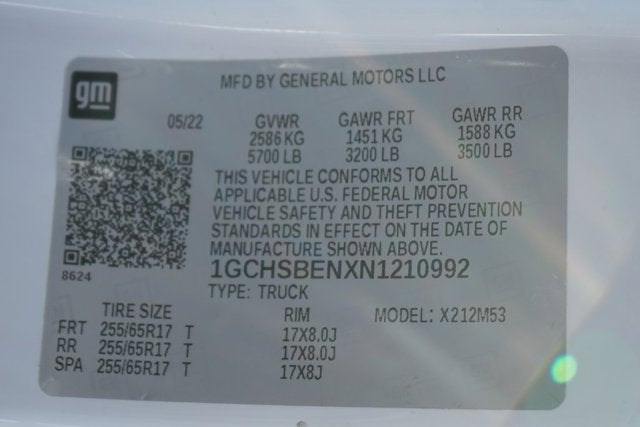 gm
MFD BY GENERAL MOTORS LLC
05/22 GVWR GAWR FRT GAWR RR
2586 KG 1451 KG 1588 KG
5700 LB 3200 LB 3500 LB
THIS VEHICLE CONFORMS TO ALL
APPLICABLE U.S. FEDERAL MOTOR
VEHICLE SAFETY AND THEFT PREVENTION
STANDARDS IN EFFECT ON THE DATE OF
MANUFACTURE SHOWN ABOVE.
8624 1GCHSBENXN1210992
TYPE: TRUCK
TIRE SIZE RIM MODEL: X212M53
FRT 255/65R17 T 17X8.0J
RR 255/65R17 T 17X8.0J
SPA 255/65R17 T 17X8J